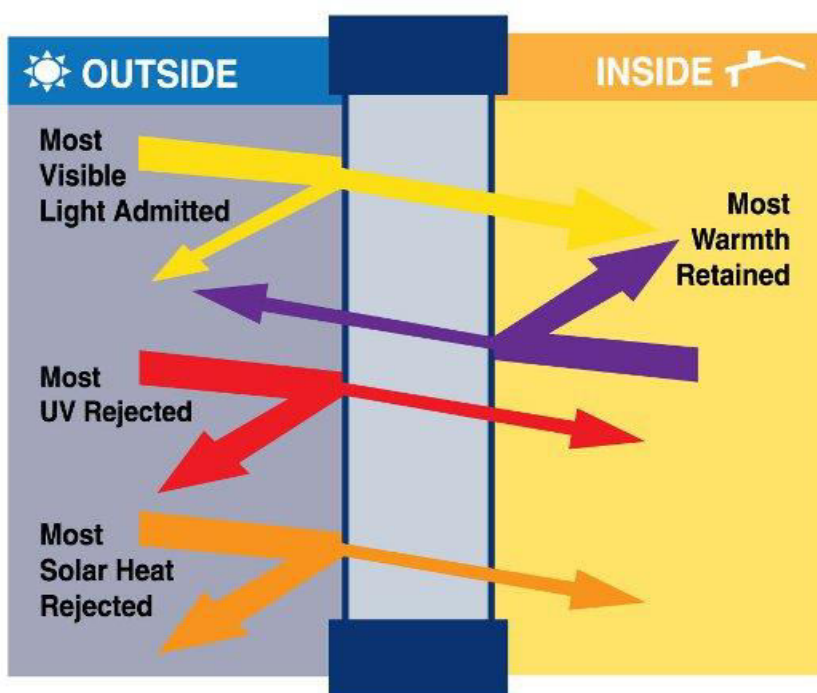 OUTSIDE
INSIDE
Most
Visible
Light Admitted
Most
Warmth
Retained
Most
UV Rejected
Most
Solar Heat
Rejected